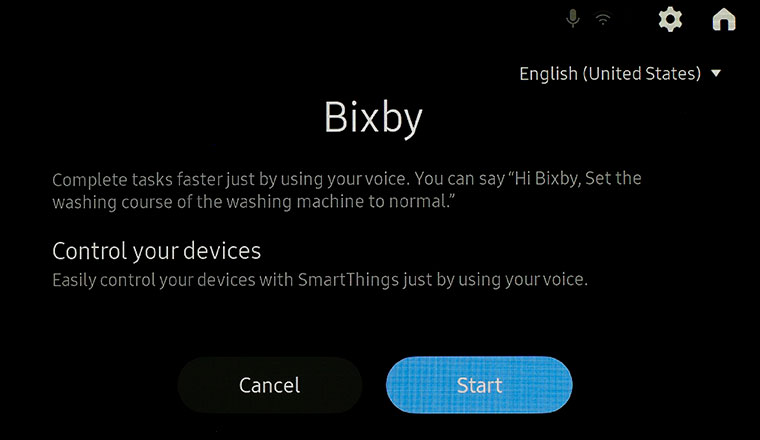 English (United States)
Bixby
Complete tasks faster just by using your voice. You can say “Hi Bixby, Set the
washing course of the washing machine to normal.”
Control your devices
Easily control your devices with SmartThings just by using your voice.
Cancel
Start